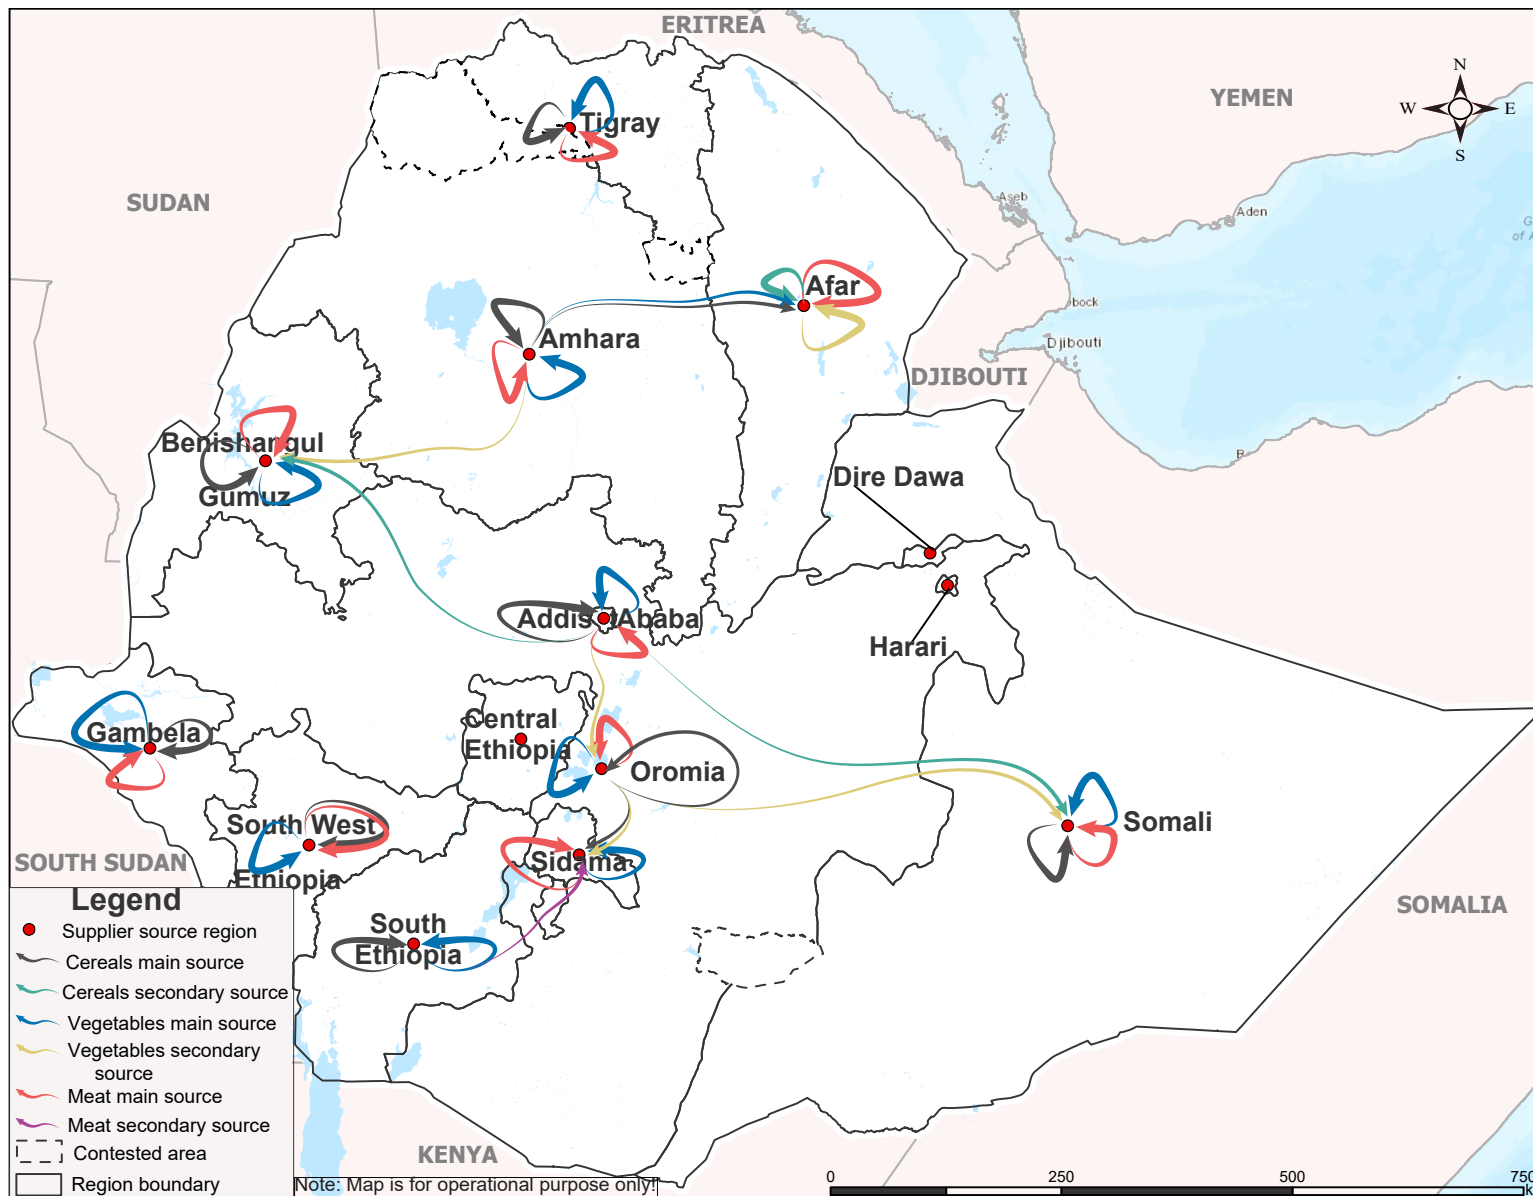 ERITREA
YEMEN
N
W
E
S
Tigray
SUDAN
Aseb
Aden
Afar
Amhara
bock
Djibouti
DJIBOUTI
Benishangul
Gumuz
Dire Dawa
Addis Ababa
Harari
Gambela
Central
Ethiopia
Oromia
South West
Ethiopia
Somali
SOUTH SUDAN
Sidama
SOMALIA
South
Ethiopia
Legend
Supplier source region
Cereals main source
Cereals secondary source
Vegetables main source
Vegetables secondary
source
Meat main source
Meat secondary source
Contested area
Region boundary
KENYA
Note: Map is for operational purpose only!
0
250
500
750